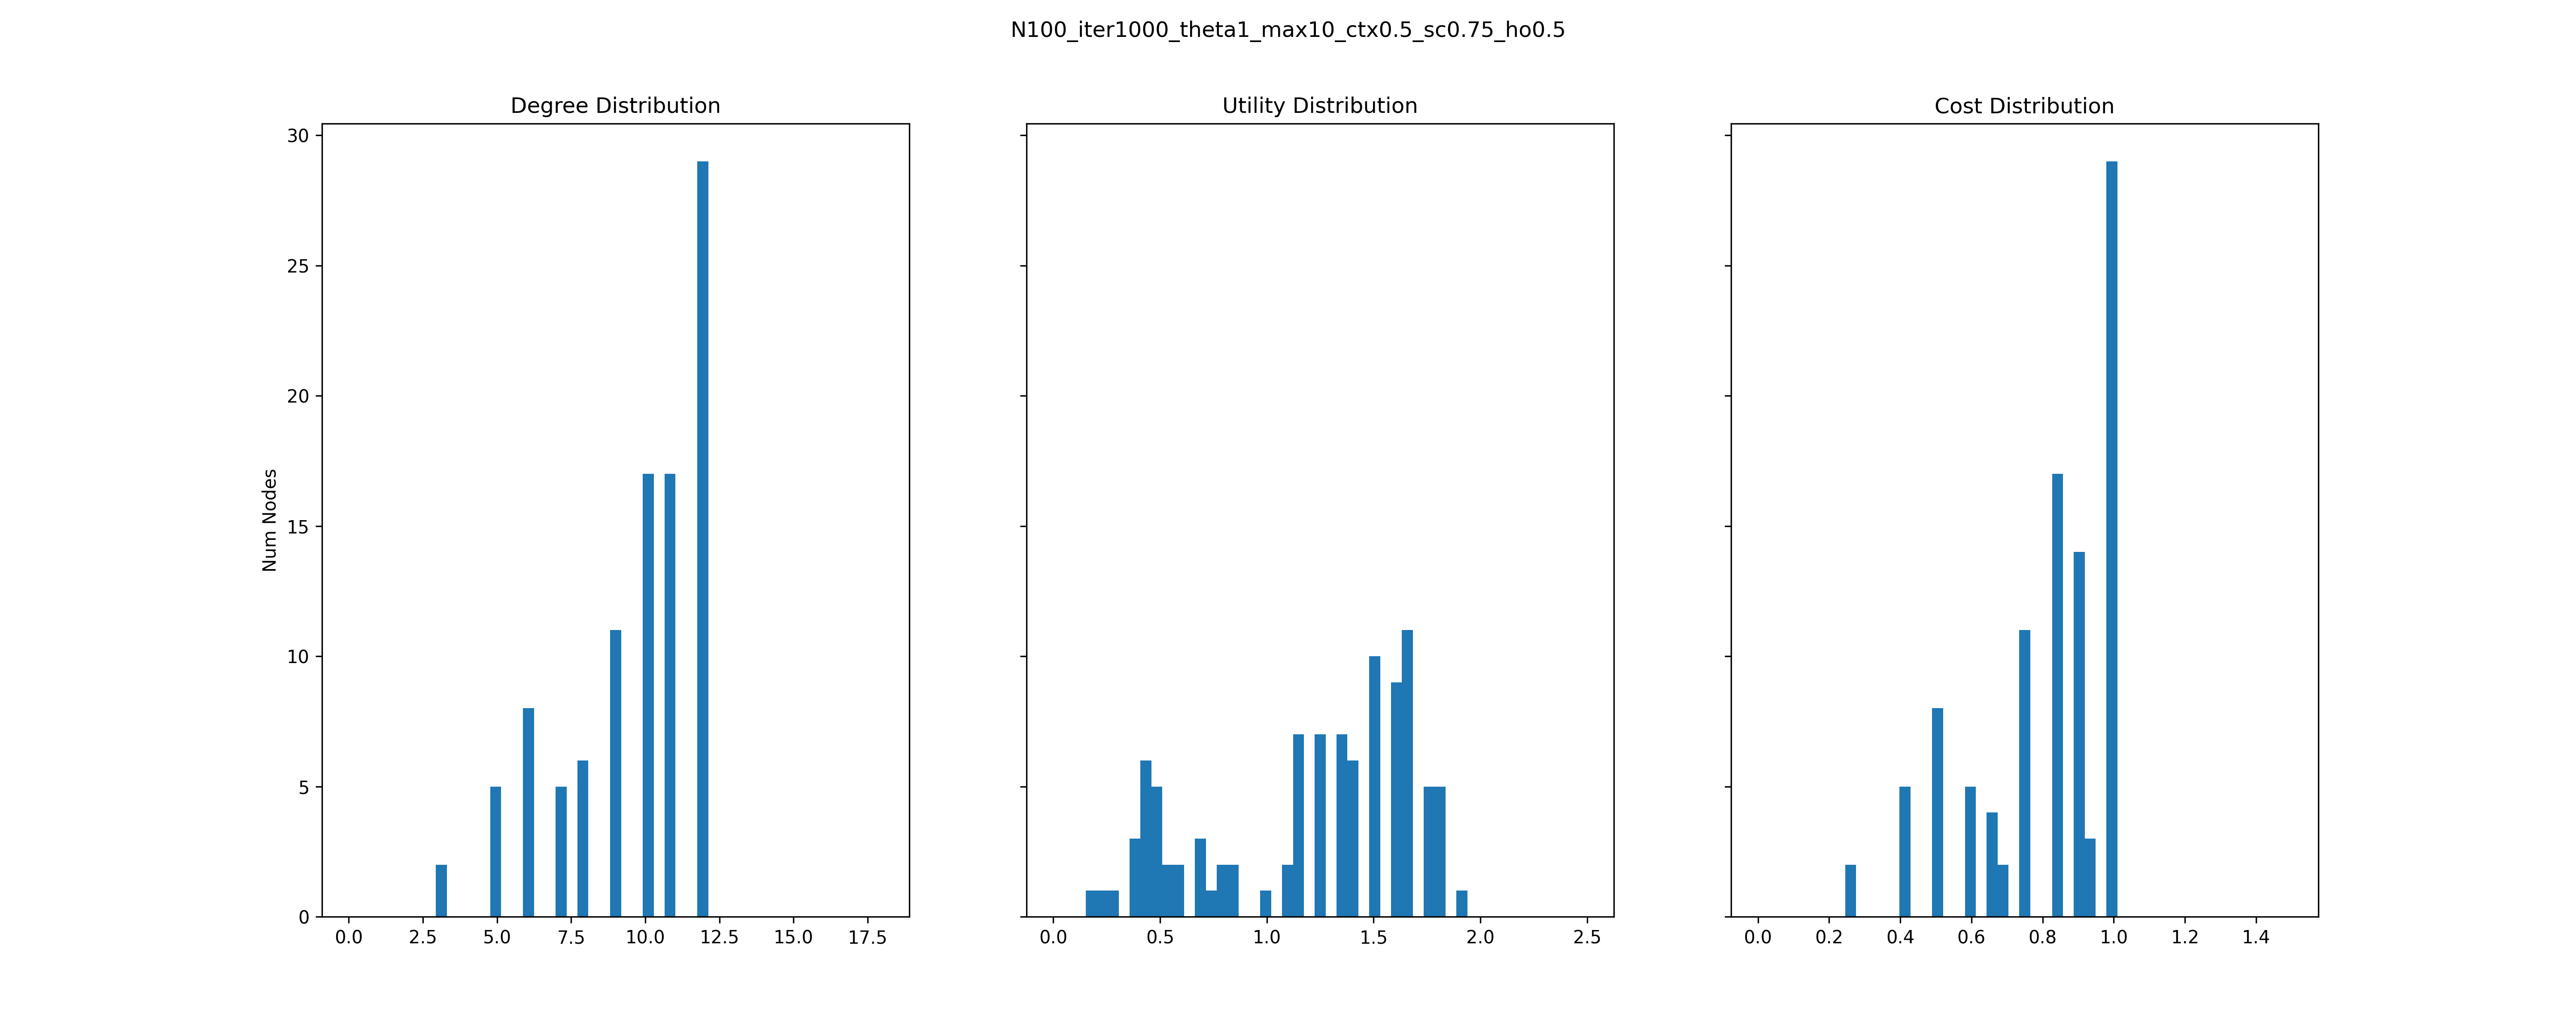 N100_iter1000_theta1_max10_ctx0.5_sc0.75_ho0.5
Degree Distribution
Utility Distribution
Cost Distribution
Num Nodes
30
25
20
15
10
5
0
0.0 2.5 5.0 7.5 10.0 12.5 15.0 17.5
0.0 0.5 1.0 1.5 2.0 2.5
0.0 0.2 0.4 0.6 0.8 1.0 1.2 1.4